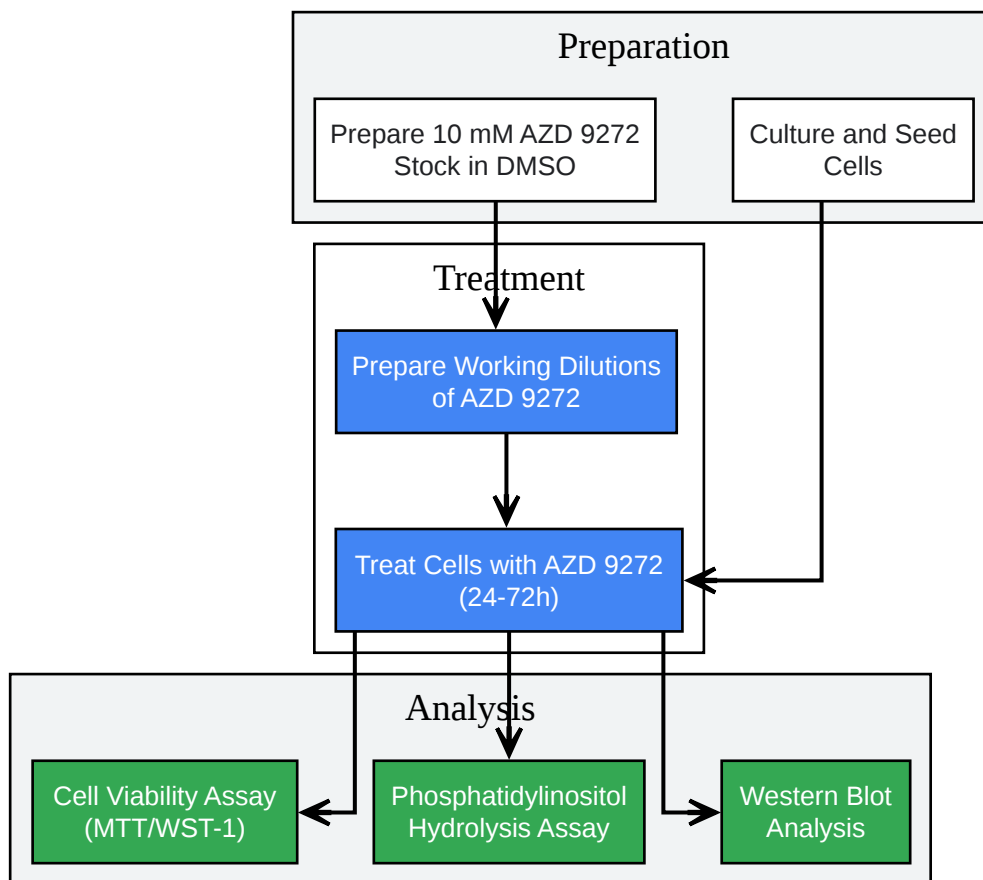 Preparation
Prepare 10 mM AZD 9272
Stock in DMSO
Culture and Seed
Cells
Treatment
Prepare Working Dilutions
of AZD 9272
Treat Cells with AZD 9272
(24-72h)
Analysis
Cell Viability Assay
(MTT/WST-1)
Phosphatidylinositol
Hydrolysis Assay
Western Blot
Analysis